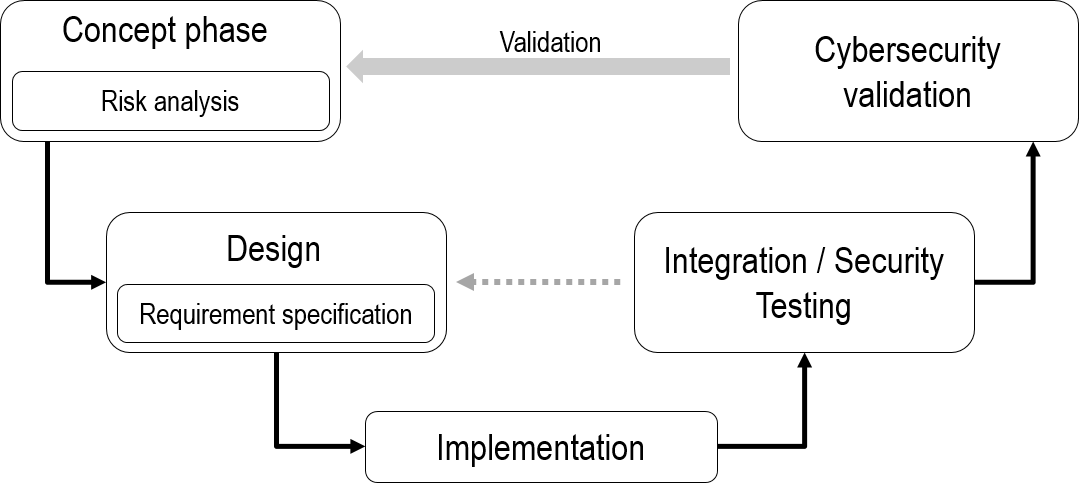 Concept phase
Risk analysis
Validation
Cybersecurity
validation
Design
Requirement specification
Integration / Security
Testing
Implementation